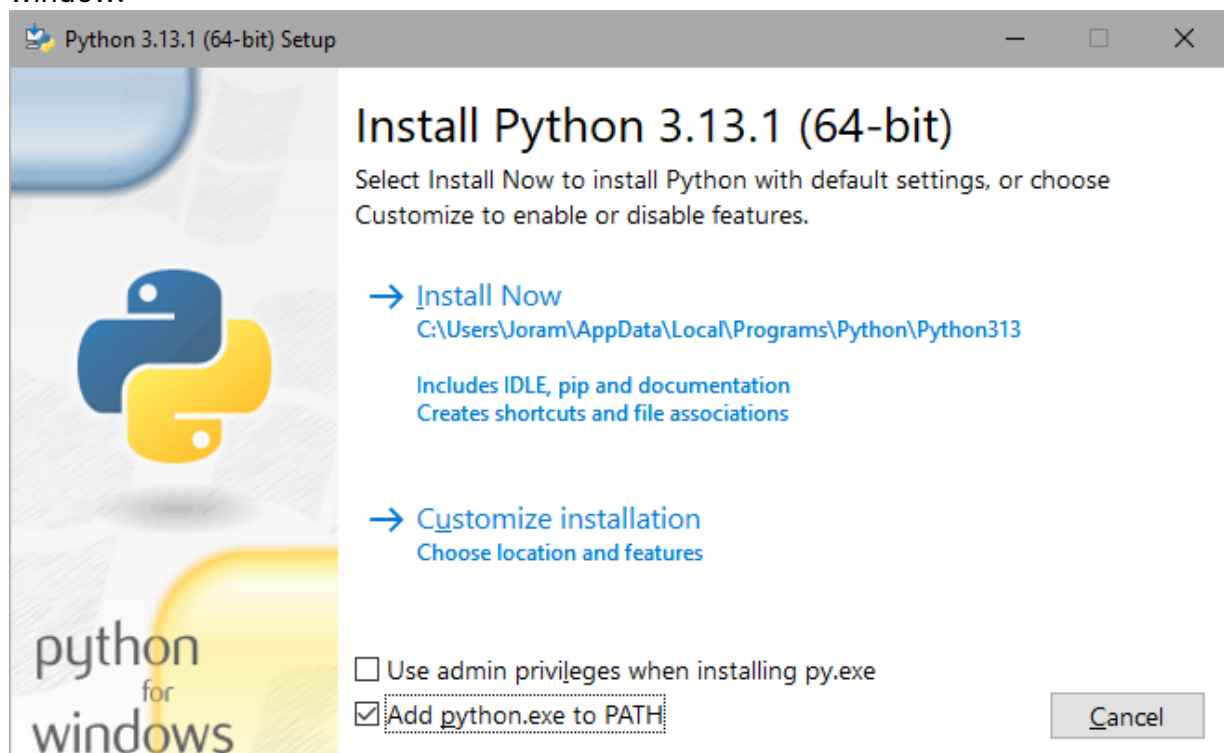 window.
Python 3.13.1 (64-bit) Setup
Install Python 3.13.1 (64-bit)
Select Install Now to install Python with default settings, or choose
Customize to enable or disable features.
Install Now
C:\Users\Joram\AppData\Local\Programs\Python\Python313
Includes IDLE, pip and documentation
Creates shortcuts and file associations
Customize installation
Choose location and features
python
for
windows
Use admin privileges when installing py.exe
Add python.exe to PATH
Cancel